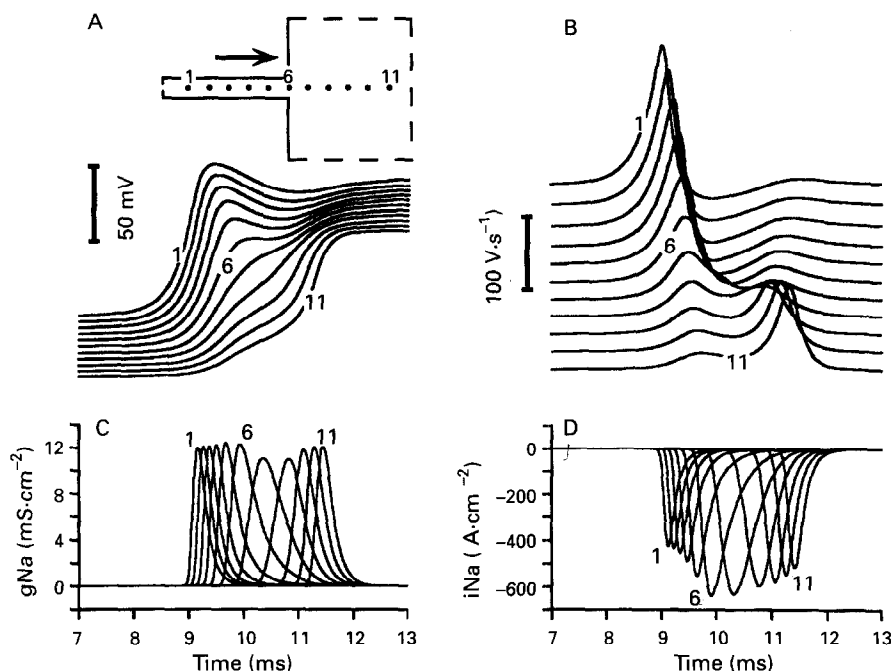 A
1 6 11
50 mV
1
6
11
B
1
100 V·s⁻¹
6
11
C
gNa (mS·cm⁻²)
12
8
4
0
1 6 11
7 8 9 10 11 12 13
Time (ms)
D
iNa (A·cm⁻²)
0
-200
-400
-600
1
6
11
7 8 9 10 11 12 13
Time (ms)